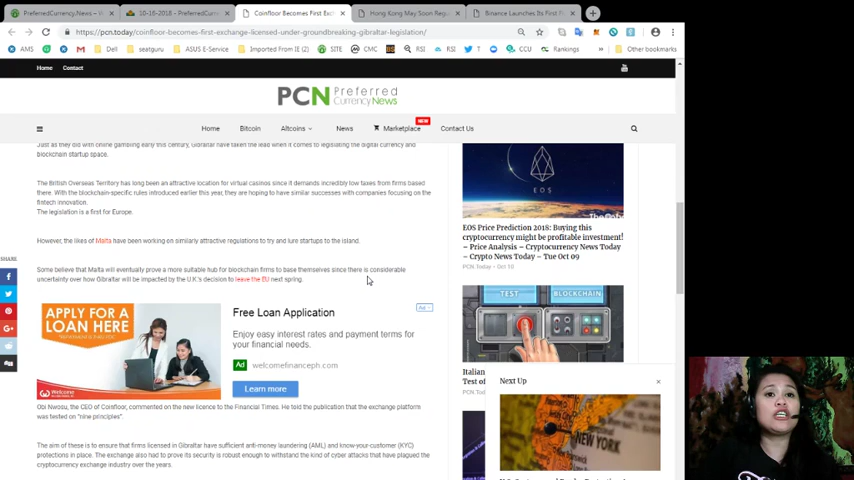 PreferredCurrency.News – V
10-16-2018 - PreferredCurr
Coinfloor Becomes First Exc
Hong Kong May Soon Regu
Binance Launches Its First F
https://pcn.today/coinfloor-becomes-first-exchange-licensed-under-groundbreaking-gibraltar-legislation/
AMS
Dell
seatguru
ASUS E-Service
Imported From IE (2)
SITE
CMC
BS
RSI
RSI
T
CCU
Rankings
Other bookmarks
Home Contact
PCN Preferred Currency News
Home Bitcoin Altcoins News Marketplace NEW Contact Us
Just as they did with online gambling early this century, Gibraltar have taken the lead when it comes to legislating the digital currency and
blockchain startup space.
The British Overseas Territory has long been an attractive location for virtual casinos since it demands incredibly low taxes from firms based
there. With the blockchain-specific rules introduced earlier this year, they are hoping to have similar successes with companies focusing on the
fintech innovation.
The legislation is a first for Europe.
However, the likes of Malta have been working on similarly attractive regulations to try and lure startups to the island.
Some believe that Malta will eventually prove a more suitable hub for blockchain firms to base themselves since there is considerable
uncertainty over how Gibraltar will be impacted by the U.K.'s decision to leave the EU next spring.
SHARE
APPLY FOR A
LOAN HERE
Welcome
Free Loan Application
Ad
Enjoy easy interest rates and payment terms for
your financial needs.
Ad welcomefinanceph.com
Learn more
Obi Nwosu, the CEO of Coinfloor, commented on the new licence to the Financial Times. He told the publication that the exchange platform
was tested on "nine principles".
The aim of these is to ensure that firms licensed in Gibraltar have sufficient anti-money laundering (AML) and know-your-customer (KYC)
protections in place. The exchange also had to prove its security is robust enough to withstand the kind of cyber attacks that have plagued the
cryptocurrency exchange industry over the years.
EOS
EOS Price Prediction 2018: Buying this
cryptocurrency might be profitable investment!
– Price Analysis – Cryptocurrency News Today
– Crypto News Today – Tue Oct 09
PC.Today - Oct 16
TEST
BLOCKCHAIN
Italian
Test of
PCN.To
Next Up
×
NEW YORK